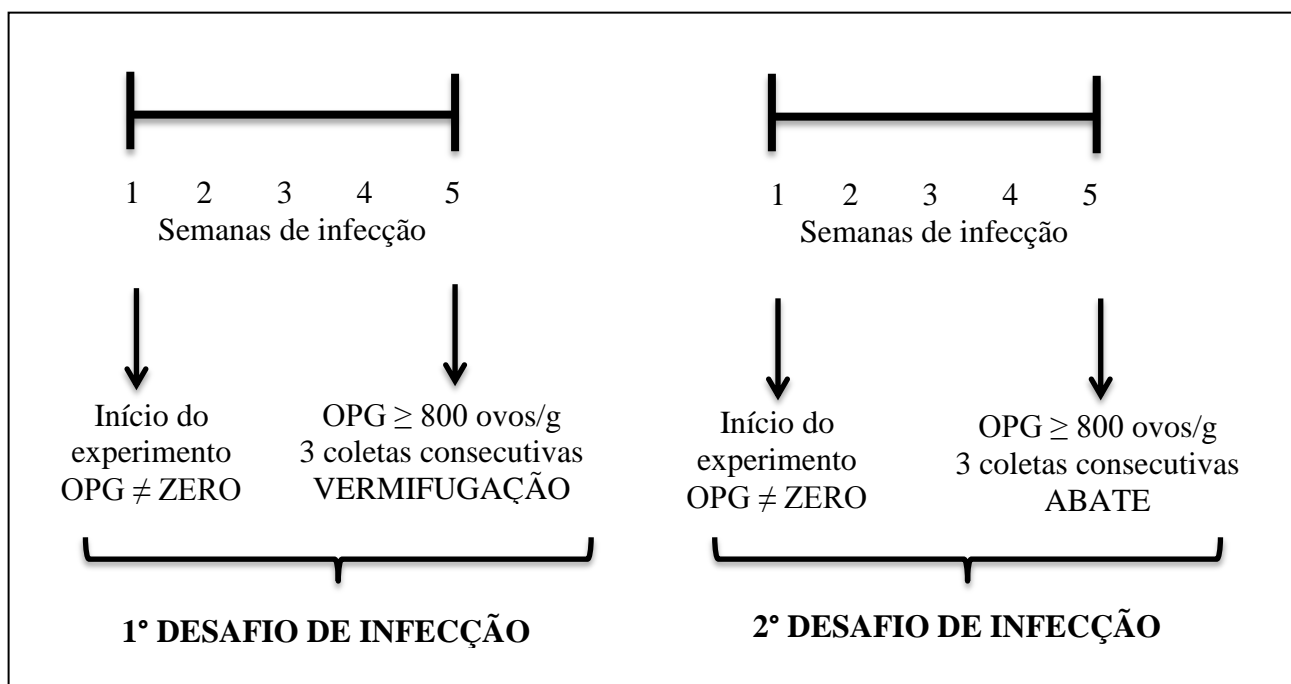 1 2 3 4 5
Semanas de infecção
Início do
experimento
OPG ≠ ZERO
OPG ≥ 800 ovos/g
3 coletas consecutivas
VERMIFUGAÇÃO
1° DESAFIO DE INFECÇÃO
1 2 3 4 5
Semanas de infecção
Início do
experimento
OPG ≠ ZERO
OPG ≥ 800 ovos/g
3 coletas consecutivas
ABATE
2° DESAFIO DE INFECÇÃO